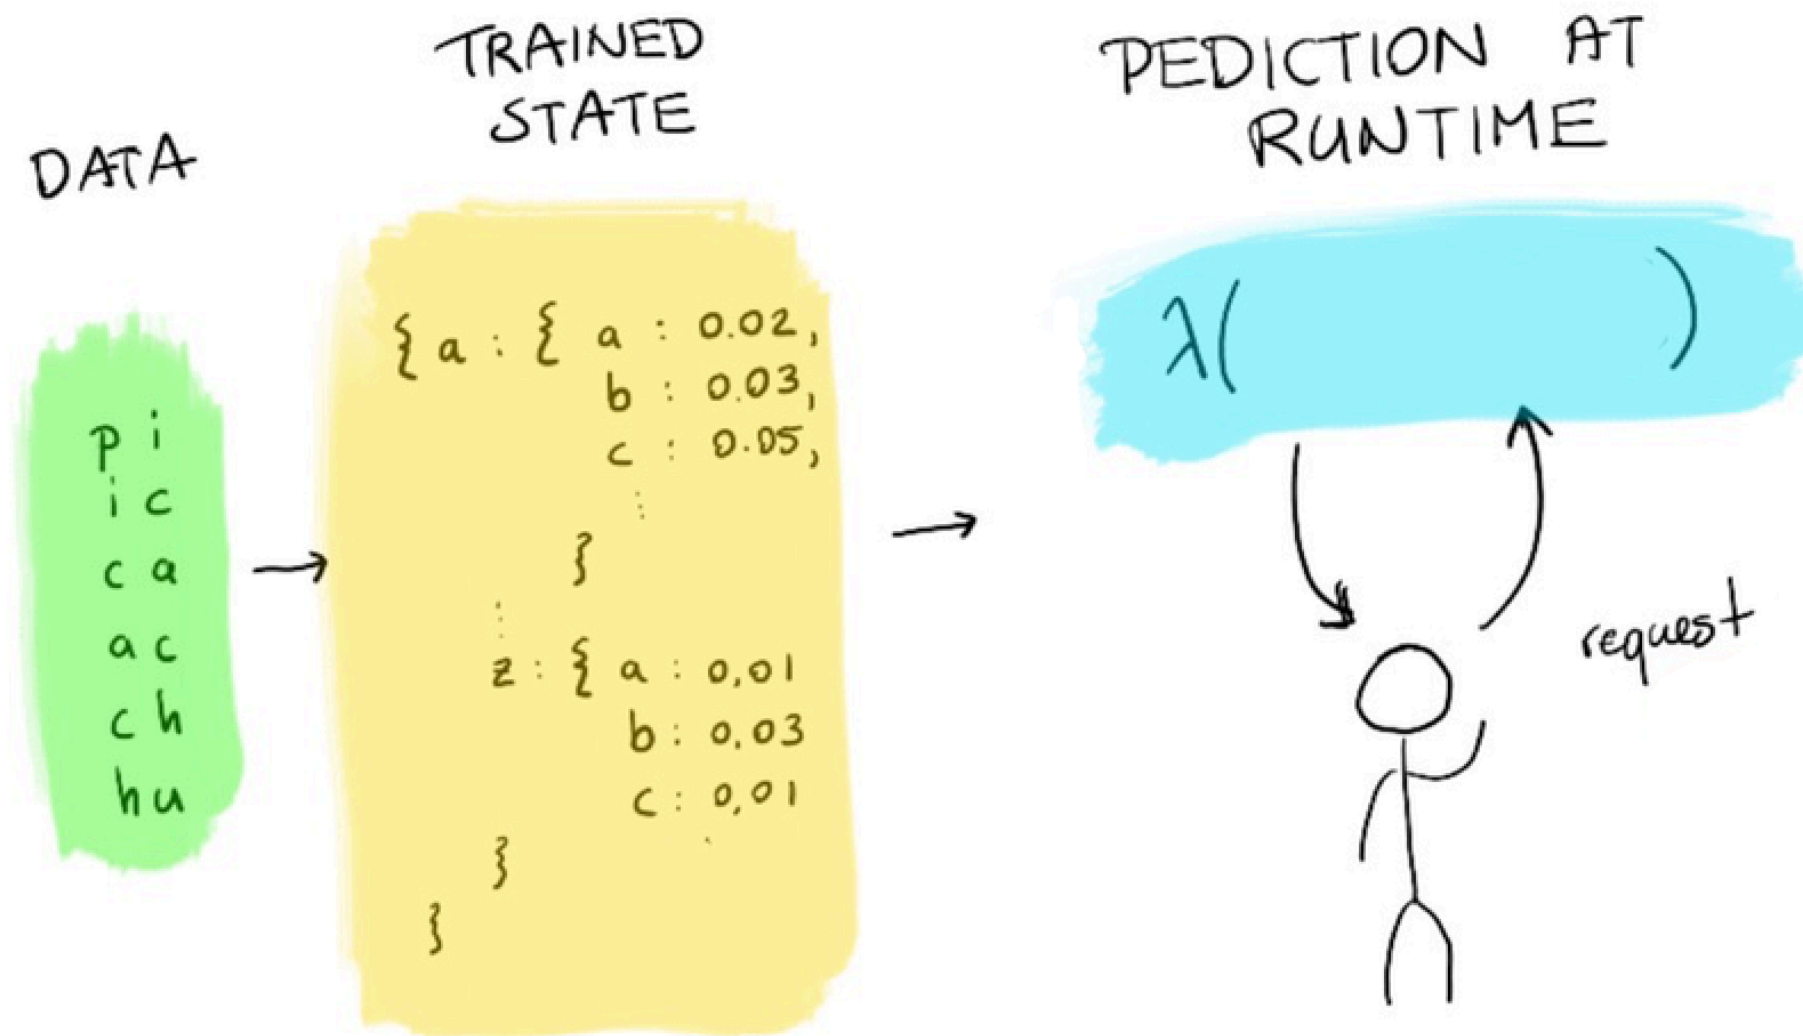 DATA
p i
i c
c a
a c
c h
h u
TRAINED
STATE
{ a : { a : 0.02,
b : 0.03,
c : 0.05,
⋮
}
⋮
z : { a : 0,01
b : 0,03
c : 0,01
.
}
}
PEDICTION AT
RUNTIME
λ( )
request